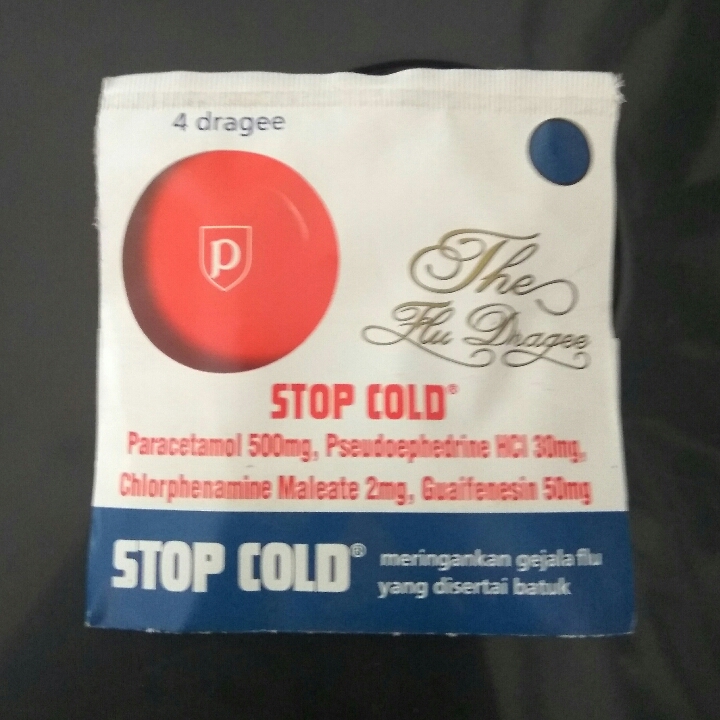 4 dragee
p
The
Flu Dragee
STOP COLD®
Paracetamol 500mg, Pseudoephedrine HCl 30mg,
Chlorphenamine Maleate 2mg, Guaifenesin 50mg
STOP COLD® meringankan gejala flu
yang disertai batuk